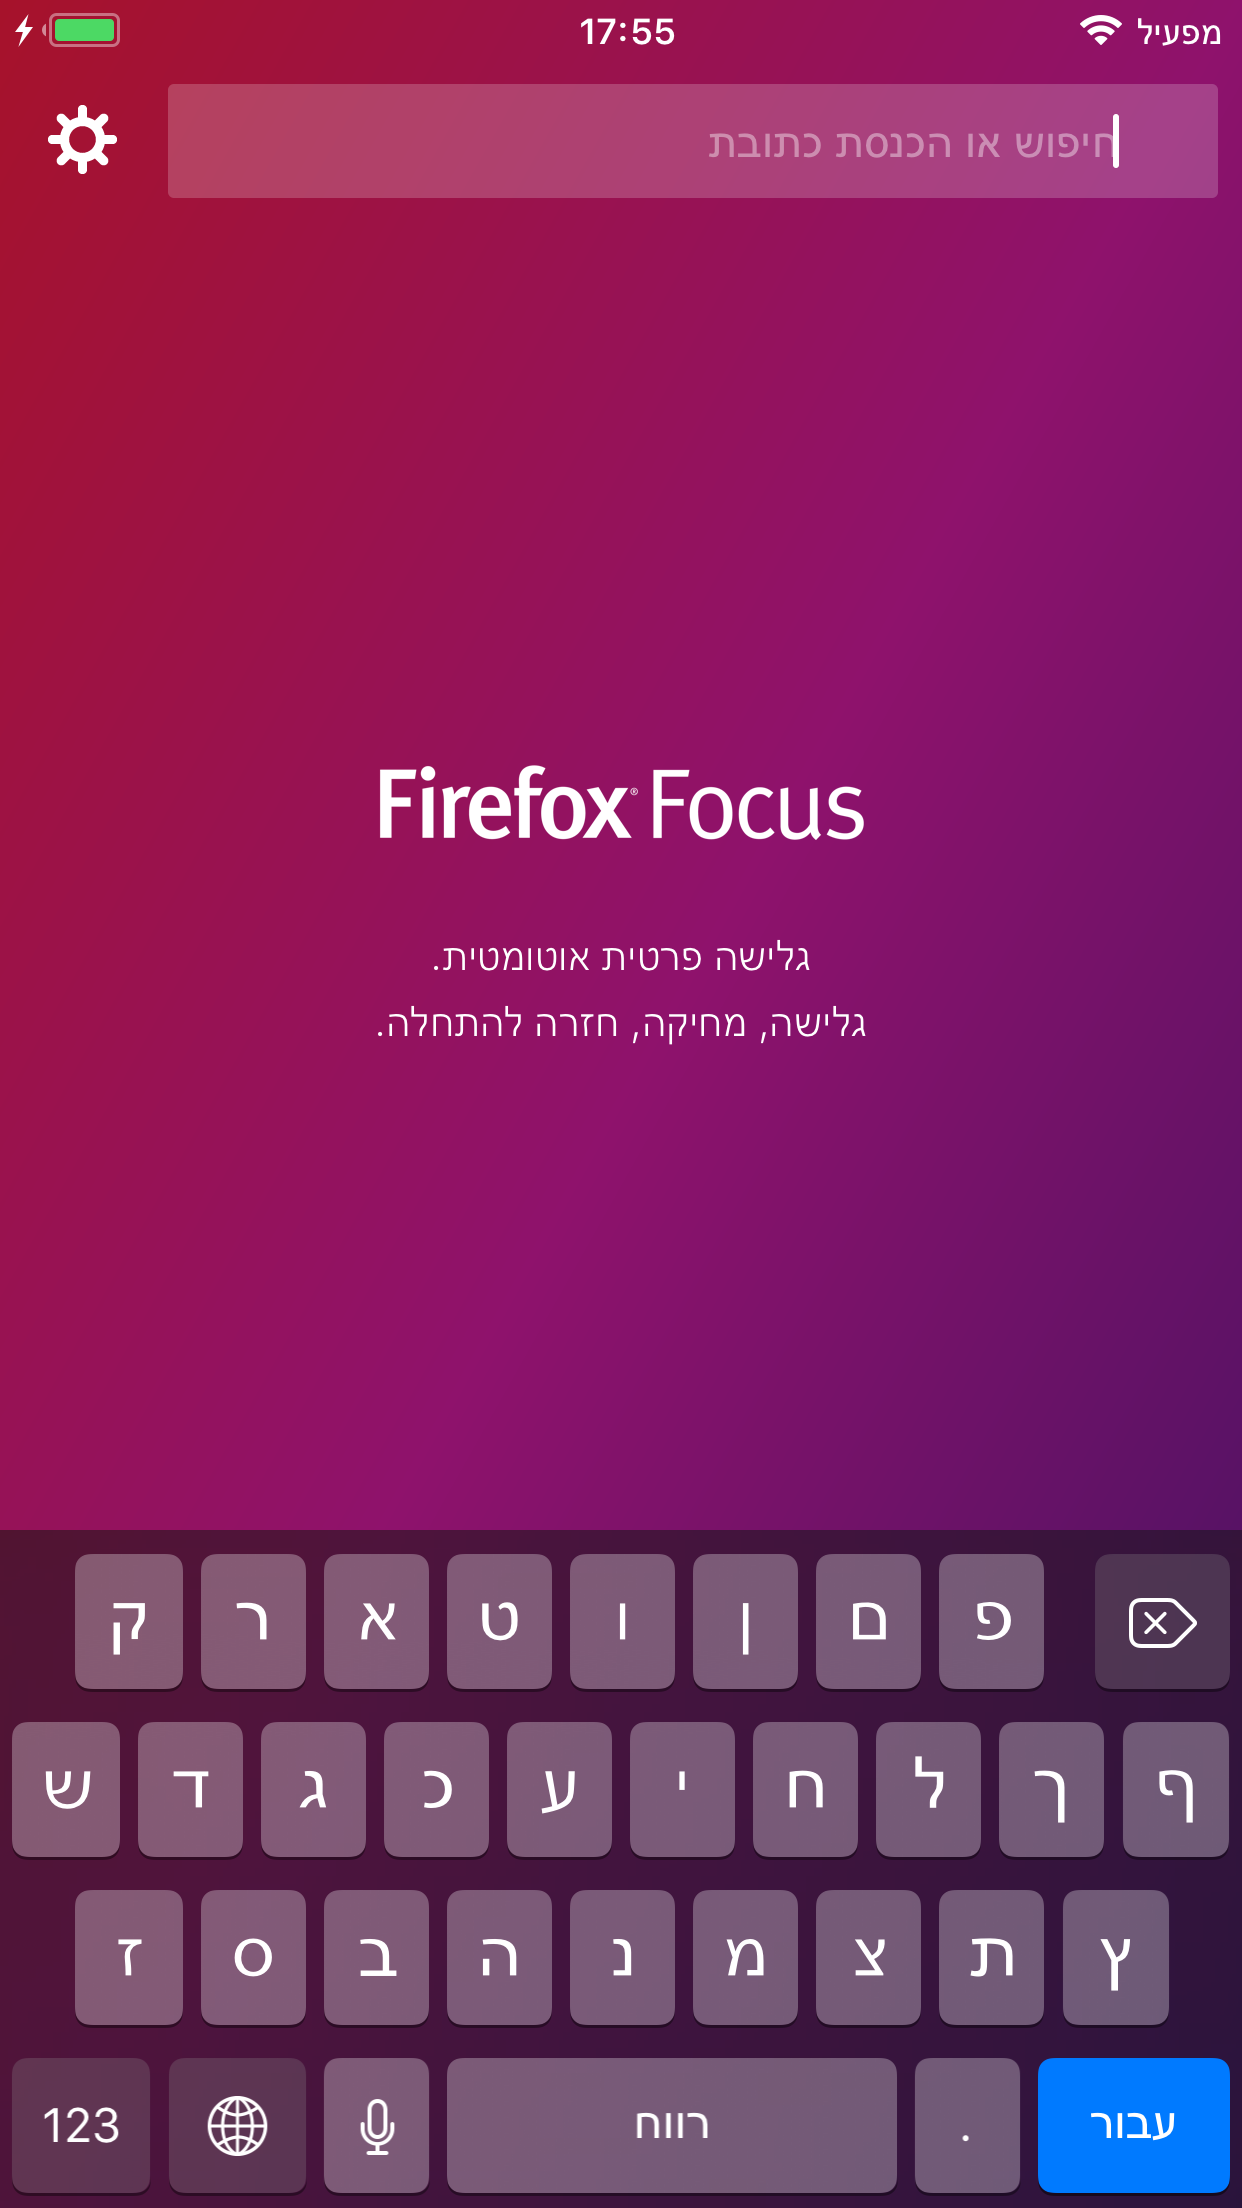 מפעיל 17:55
חיפוש או הכנסת כתובת
Firefox® Focus
גלישה פרטית אוטומטית.
גלישה, מחיקה, חזרה להתחלה.
ק ר א ט ו ן ם פ
ש ד ג כ ע י ח ל ך ף
ז ס ב ה נ מ צ ת ץ
123 רווח . עבור